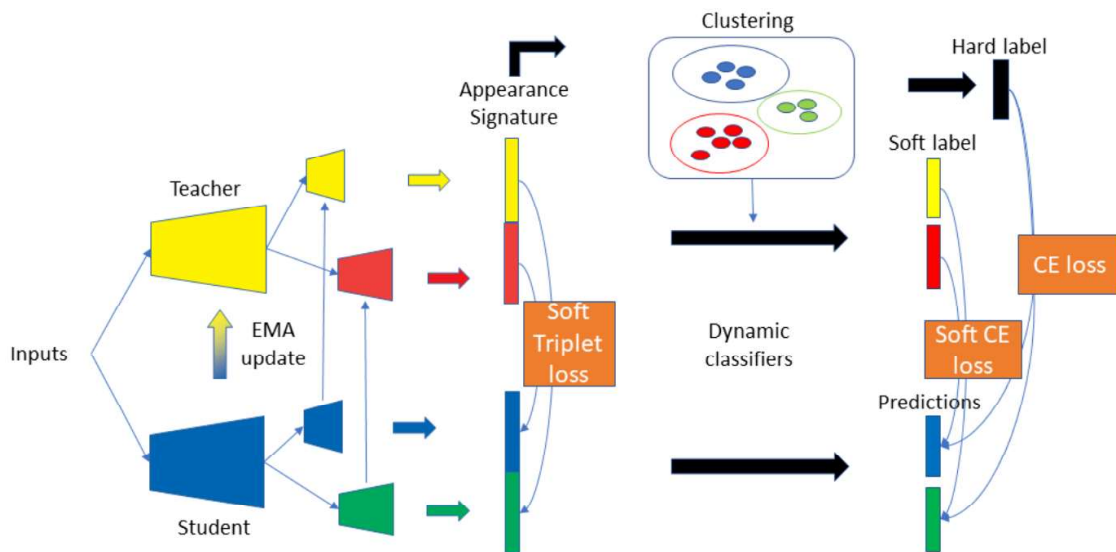 Clustering
Hard label
Appearance
Signature
Soft label
Teacher
CE loss
EMA
update
Inputs
Soft
Triplet
loss
Dynamic
classifiers
Soft CE
loss
Predictions
Student